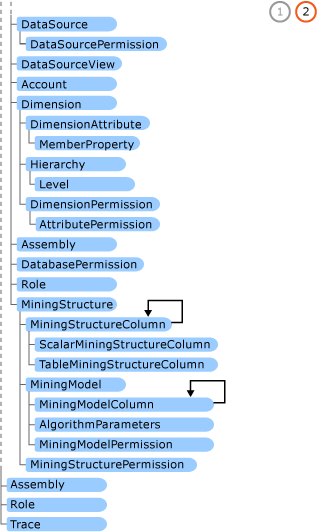 1 2
DataSource
DataSourcePermission
DataSourceView
Account
Dimension
DimensionAttribute
MemberProperty
Hierarchy
Level
DimensionPermission
AttributePermission
Assembly
DatabasePermission
Role
MiningStructure
MiningStructureColumn
ScalarMiningStructureColumn
TableMiningStructureColumn
MiningModel
MiningModelColumn
AlgorithmParameters
MiningModelPermission
MiningStructurePermission
Assembly
Role
Trace